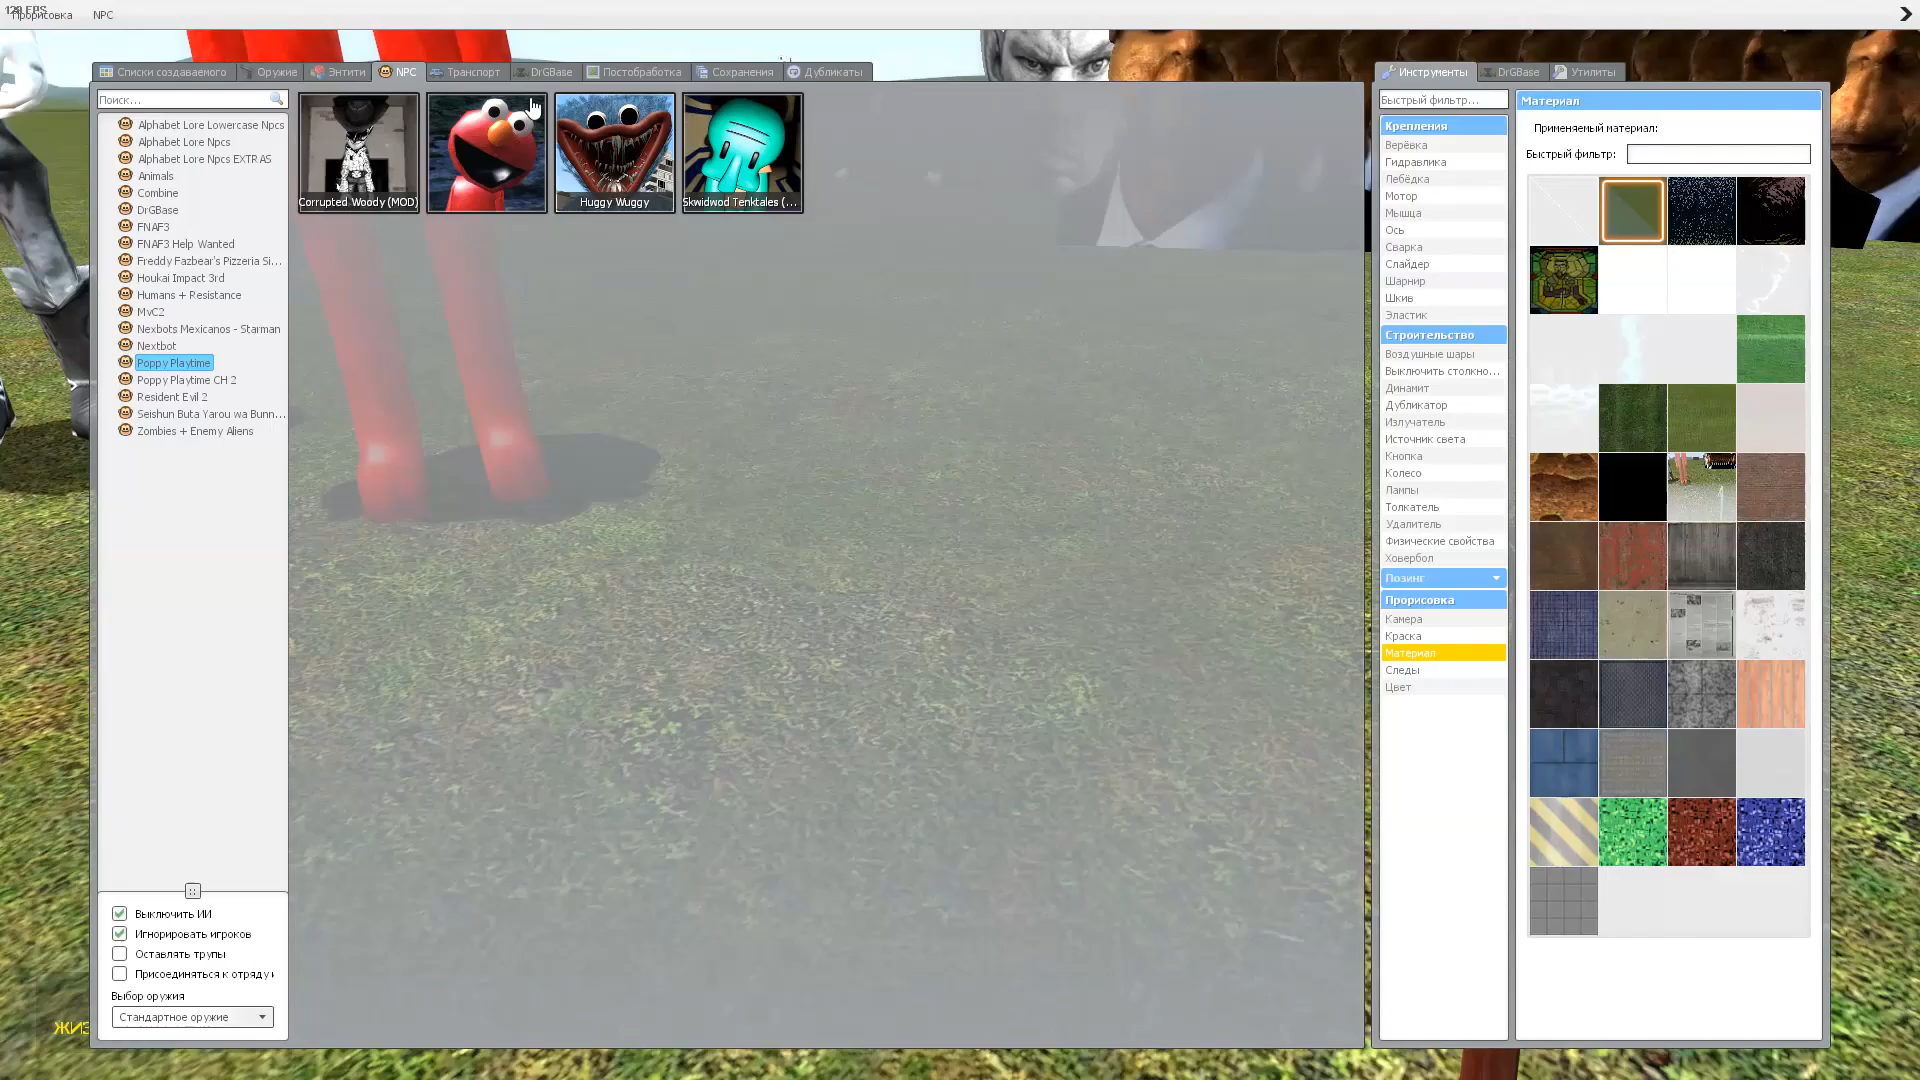 128 FPS
Прорисовка NPC
Списки создаваемого Оружие Энтити NPC Транспорт DrGBase Постобработка Сохранения Дубликаты
Поиск...
Alphabet Lore Lowercase Npcs
Alphabet Lore Npcs
Alphabet Lore Npcs EXTRAS
Animals
Combine
DrGBase
FNAF3
FNAF3 Help Wanted
Freddy Fazbear's Pizzeria Si...
Houkai Impact 3rd
Humans + Resistance
MvC2
Nexbots Mexicanos - Starman
Nextbot
Poppy Playtime
Poppy Playtime CH 2
Resident Evil 2
Seishun Buta Yarou wa Bunn...
Zombies + Enemy Aliens
Выключить ИИ
Игнорировать игроков
Оставлять трупы
Присоединяться к отряду
Выбор оружия
Стандартное оружие
Corrupted Woody (MOD)
Huggy Wuggy
Skwidwod Tenktales (...
Инструменты DrGBase Утилиты
Быстрый фильтр...
Крепления
Верёвка
Гидравлика
Лебёдка
Мотор
Мышца
Ось
Сварка
Слайдер
Шарнир
Шкив
Эластик
Строительство
Воздушные шары
Выключить столкно...
Динамит
Дубликатор
Излучатель
Источник света
Кнопка
Колесо
Лампы
Толкатель
Удалитель
Физические свойства
Ховербол
Позинг
Прорисовка
Камера
Краска
Материал
Следы
Цвет
Материал
Применяемый материал:
Быстрый фильтр: